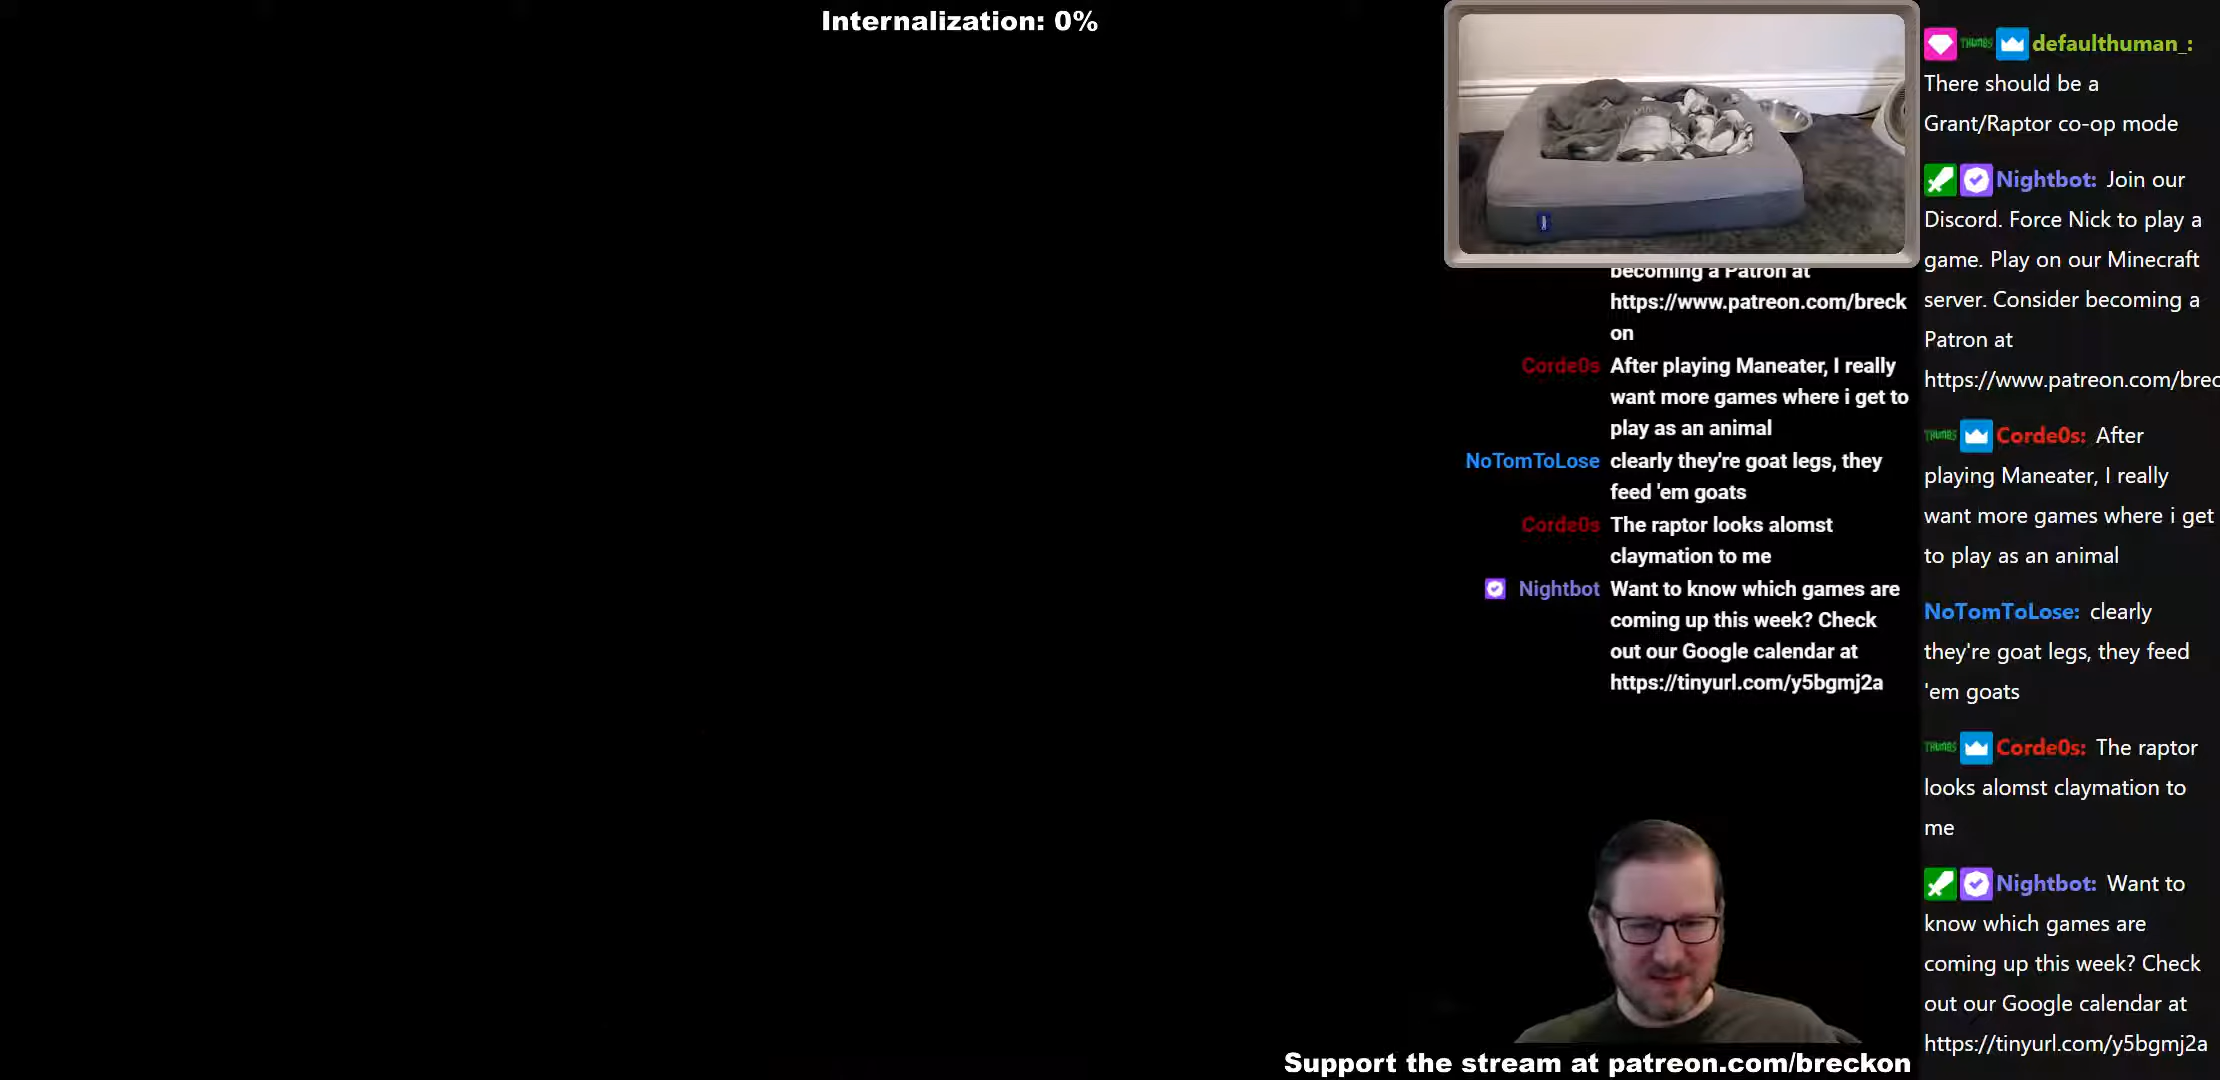 Internalization: 0%
becoming a Patron at
https://www.patreon.com/breck
on
Corde0s After playing Maneater, I really
want more games where i get to
play as an animal
NoTomToLose clearly they're goat legs, they
feed 'em goats
Corde0s The raptor looks alomst
claymation to me
Nightbot Want to know which games are
coming up this week? Check
out our Google calendar at
https://tinyurl.com/y5bgmj2a
Support the stream at patreon.com/breckon
THUMBS defaulthuman_:
There should be a
Grant/Raptor co-op mode
Nightbot: Join our
Discord. Force Nick to play a
game. Play on our Minecraft
server. Consider becoming a
Patron at
https://www.patreon.com/brec
THUMBS Corde0s: After
playing Maneater, I really
want more games where i get
to play as an animal
NoTomToLose: clearly
they're goat legs, they feed
'em goats
THUMBS Corde0s: The raptor
looks alomst claymation to
me
Nightbot: Want to
know which games are
coming up this week? Check
out our Google calendar at
https://tinyurl.com/y5bgmj2a